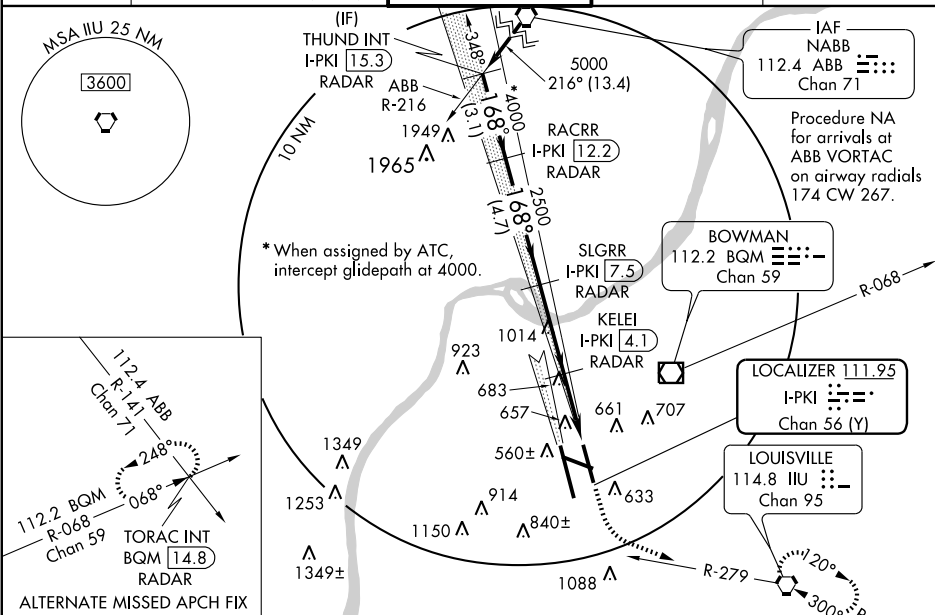 MSA IIU 25 NM
3600
(IF)
THUND INT
I-PKI 15.3
RADAR
ABB
R-216
348°
5000
216° (13.4)
IAF
NABB
112.4 ABB
Chan 71
Procedure NA
for arrivals at
ABB VORTAC
on airway radials
174 CW 267.
10 NM
1949
1965
168°
(3.1)
*4000
RACRR
I-PKI 12.2
RADAR
168°
(4.7)
2500
* When assigned by ATC,
intercept glidepath at 4000.
SLGRR
I-PKI 7.5
RADAR
BOWMAN
112.2 BQM
Chan 59
R-068
1014
KELEI
I-PKI 4.1
RADAR
923
683
657
661
707
560±
LOCALIZER 111.95
I-PKI
Chan 56 (Y)
LOUISVILLE
114.8 IIU
Chan 95
1349
1253
914
633
1150
840±
1349±
1088
R-279
120°
300°
112.4 ABB
R-141
Chan 71
248°
068°
112.2 BQM
R-068
Chan 59
TORAC INT
BQM 14.8
RADAR
ALTERNATE MISSED APCH FIX